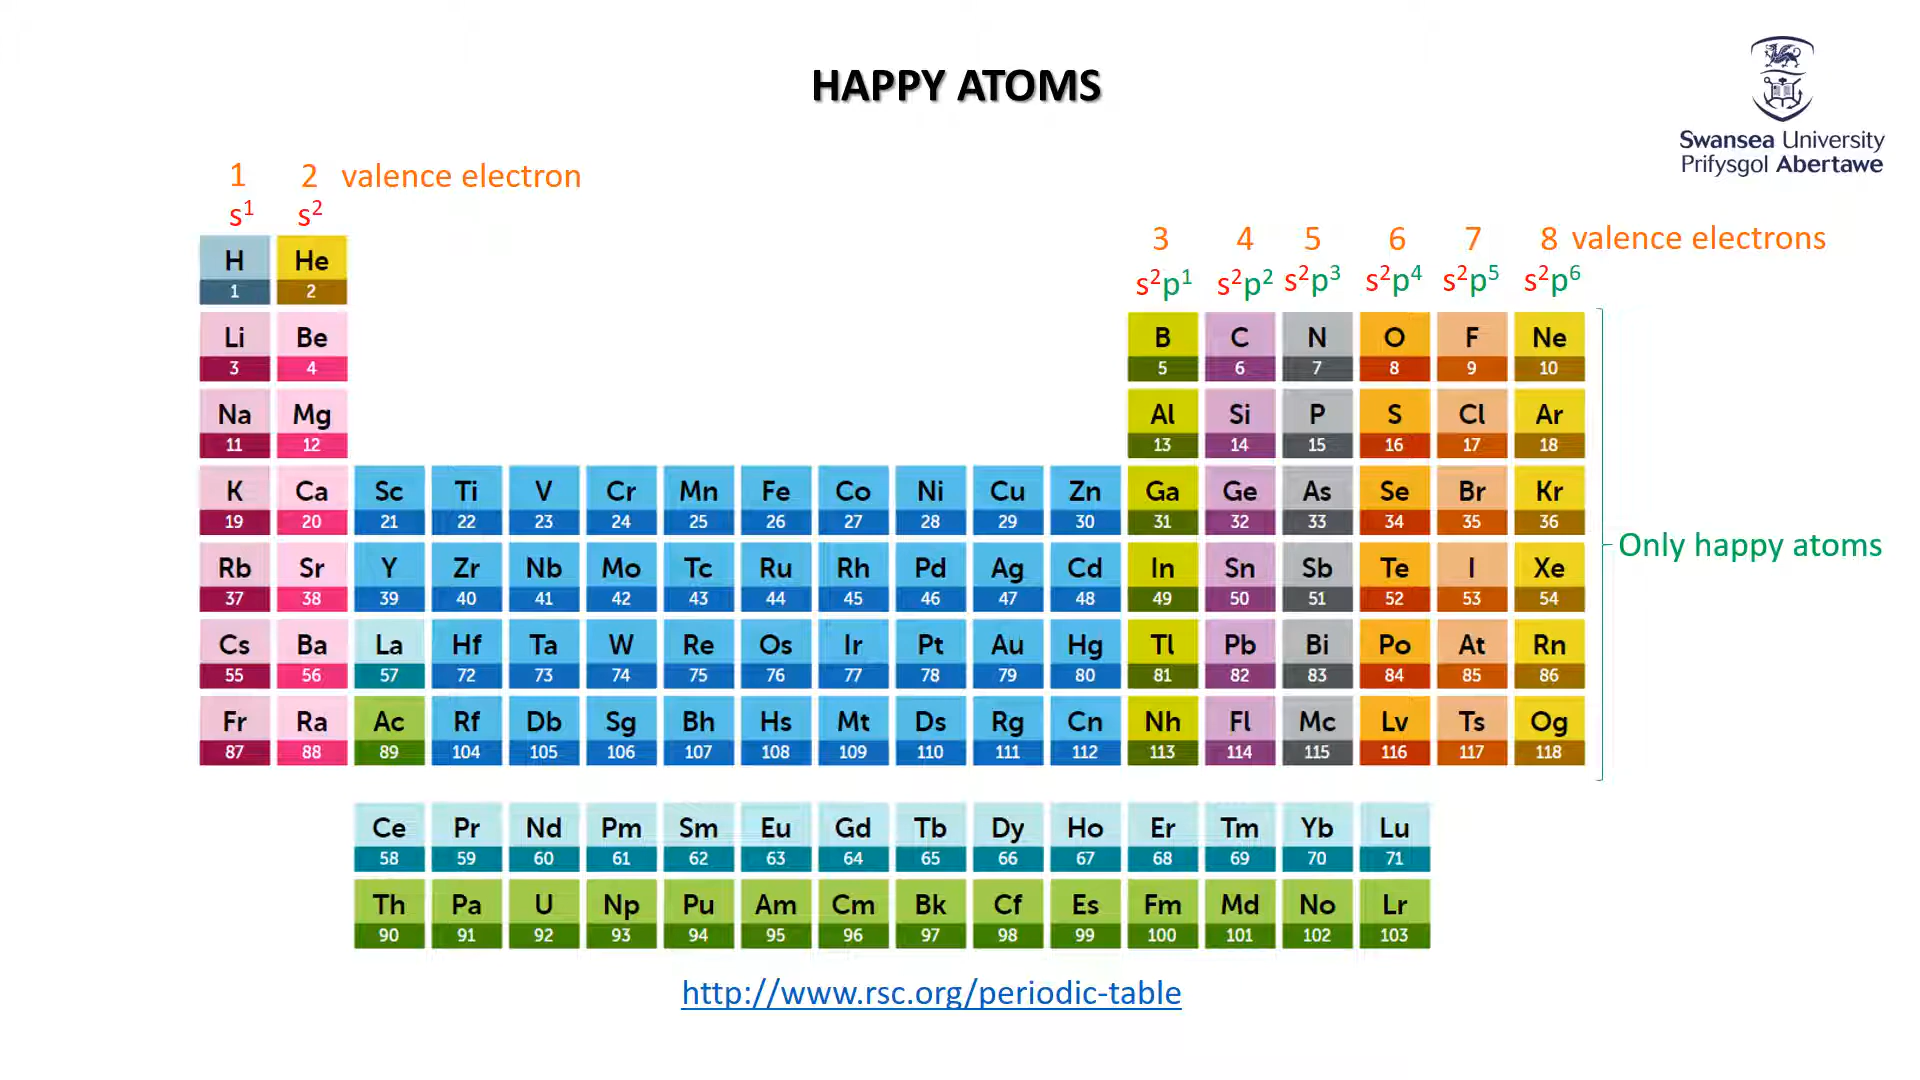 HAPPY ATOMS
Swansea University
Prifysgol Abertawe
1 2 valence electron
s¹ s²
3 4 5 6 7 8 valence electrons
s²p¹ s²p² s²p³ s²p⁴ s²p⁵ s²p⁶
H He
1 2
Li Be B C N O F Ne
3 4 5 6 7 8 9 10
Na Mg Al Si P S Cl Ar
11 12 13 14 15 16 17 18
K Ca Sc Ti V Cr Mn Fe Co Ni Cu Zn Ga Ge As Se Br Kr
19 20 21 22 23 24 25 26 27 28 29 30 31 32 33 34 35 36
Only happy atoms
Rb Sr Y Zr Nb Mo Tc Ru Rh Pd Ag Cd In Sn Sb Te I Xe
37 38 39 40 41 42 43 44 45 46 47 48 49 50 51 52 53 54
Cs Ba La Hf Ta W Re Os Ir Pt Au Hg Tl Pb Bi Po At Rn
55 56 57 72 73 74 75 76 77 78 79 80 81 82 83 84 85 86
Fr Ra Ac Rf Db Sg Bh Hs Mt Ds Rg Cn Nh Fl Mc Lv Ts Og
87 88 89 104 105 106 107 108 109 110 111 112 113 114 115 116 117 118
Ce Pr Nd Pm Sm Eu Gd Tb Dy Ho Er Tm Yb Lu
58 59 60 61 62 63 64 65 66 67 68 69 70 71
Th Pa U Np Pu Am Cm Bk Cf Es Fm Md No Lr
90 91 92 93 94 95 96 97 98 99 100 101 102 103
http://www.rsc.org/periodic-table